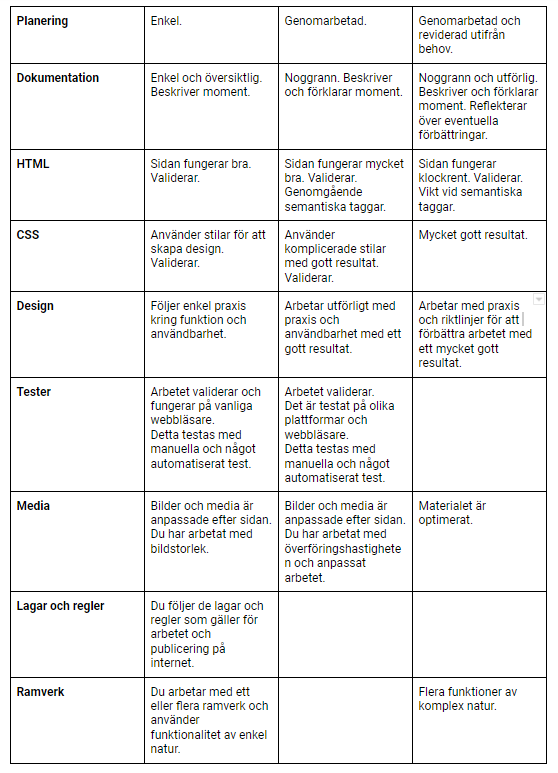 Planering
Enkel.
Genomarbetad.
Genomarbetad och
reviderad utifrån
behov.
Dokumentation
Enkel och översiktlig.
Beskriver moment.
Noggrann. Beskriver
och förklarar moment.
Noggrann och utförlig.
Beskriver och förklarar
moment. Reflekterar
över eventuella
förbättringar.
HTML
Sidan fungerar bra.
Validerar.
Sidan fungerar mycket
bra. Validerar.
Genomgående
semantiska taggar.
Sidan fungerar
klockrent. Validerar.
Vikt vid semantiska
taggar.
CSS
Använder stilar för att
skapa design.
Validerar.
Använder
komplicerade stilar
med gott resultat.
Validerar.
Mycket gott resultat.
Design
Följer enkel praxis
kring funktion och
användbarhet.
Arbetar utförligt med
praxis och
användbarhet med ett
gott resultat.
Arbetar med praxis
och riktlinjer för att
förbättra arbetet med
ett mycket gott
resultat.
Tester
Arbetet validerar och
fungerar på vanliga
webbläsare.
Detta testas med
manuella och något
automatiserat test.
Arbetet validerar.
Det är testat på olika
plattformar och
webbläsare.
Detta testas med
manuella och något
automatiserat test.
Media
Bilder och media är
anpassade efter sidan.
Du har arbetat med
bildstorlek.
Bilder och media är
anpassade efter sidan.
Du har arbetat med
överföringshastighete
n och anpassat
arbetet.
Materialet är
optimerat.
Lagar och regler
Du följer de lagar och
regler som gäller för
arbetet och
publicering på
internet.
Ramverk
Du arbetar med ett
eller flera ramverk och
använder
funktionalitet av enkel
natur.
Flera funktioner av
komplex natur.